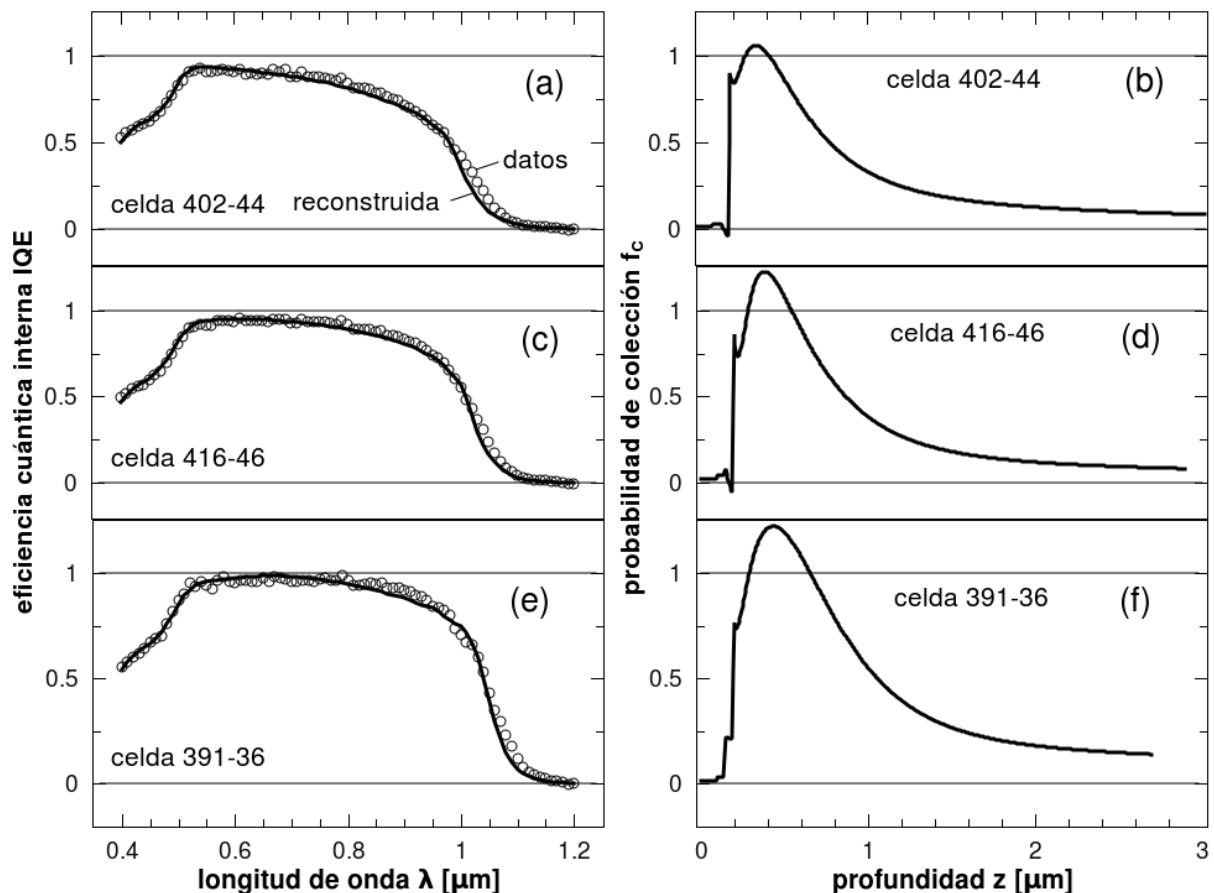 eficiencia cuántica interna IQE
1
0.5
0
(a)
datos
reconstruida
celda 402-44
1
0.5
0
(c)
celda 416-46
1
0.5
0
(e)
celda 391-36
0.4
0.6
0.8
1
1.2
longitud de onda λ [µm]
probabilidad de colección fc
1
0.5
0
celda 402-44
(b)
1
0.5
0
celda 416-46
(d)
1
0.5
0
celda 391-36
(f)
0
1
2
3
profundidad z [µm]